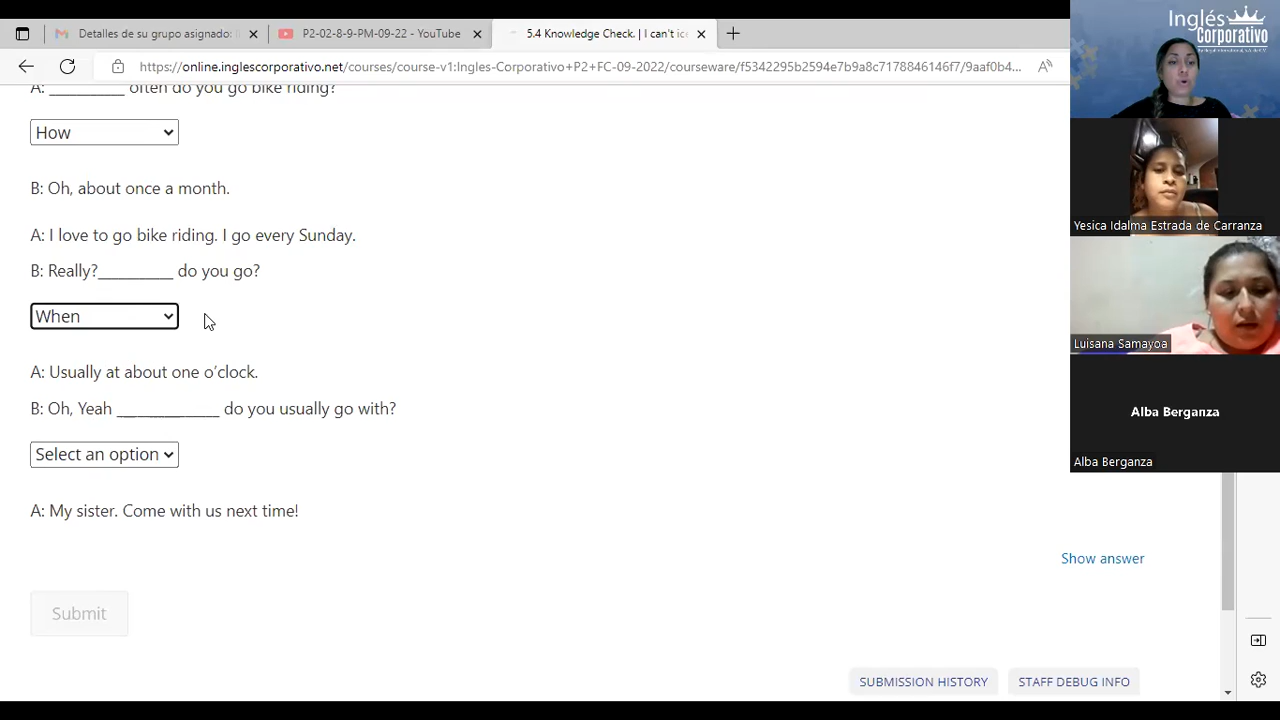 Detalles de su grupo asignado: I
P2-02-8-9-PM-09-22 - YouTube
5.4 Knowledge Check. | I can't ic
https://online.inglescorporativo.net/courses/course-v1:Ingles-Corporativo+P2+FC-09-2022/courseware/f5342295b2594e7b9a8c7178846146f7/9aaf0b4...
Inglés
Corporativo
A: __________ often do you go bike riding?
How
B: Oh, about once a month.
A: I love to go bike riding. I go every Sunday.
B: Really?__________ do you go?
When
A: Usually at about one o'clock.
B: Oh, Yeah ______________ do you usually go with?
Select an option
A: My sister. Come with us next time!
Show answer
Submit
SUBMISSION HISTORY
STAFF DEBUG INFO
Yesica Idalma Estrada de Carranza
Luisana Samayoa
Alba Berganza
Alba Berganza